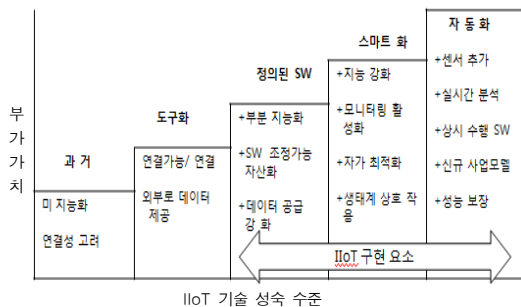 부가가치
과 거
미 지능화
연결성 고려
도구화
연결가능/ 연결
외부로 데이터
제공
정의된 SW
+부분 지능화
+SW 조정가능
자산화
+데이터 공급
강 화
스마트 화
+지능 강화
+모니터링 활
성화
+자가 최적화
+생태계 상호 작
용
자 동 화
+센서 추가
+실시간 분석
+상시 수행 SW
+신규 사업모델
+성능 보장
IIoT 구현 요소
IIoT 기술 성숙 수준